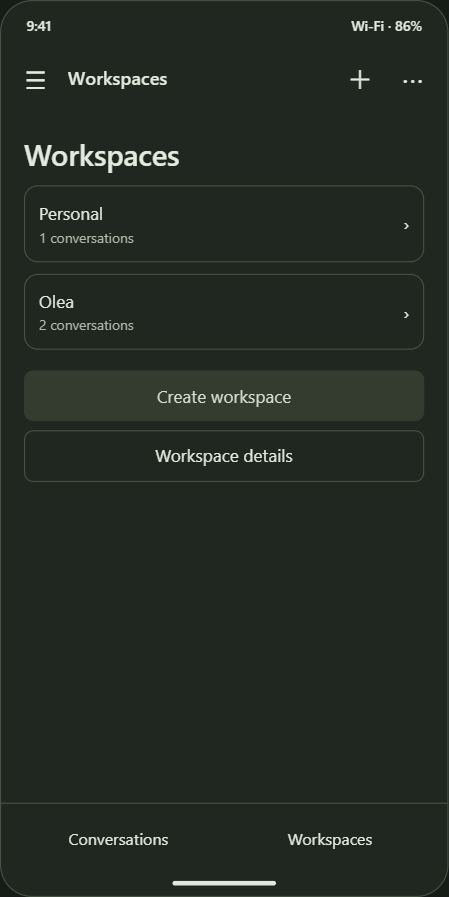 9:41 Wi-Fi · 86%
☰ Workspaces + ...
Workspaces
Personal
1 conversations
›
Olea
2 conversations
›
Create workspace
Workspace details
Conversations Workspaces